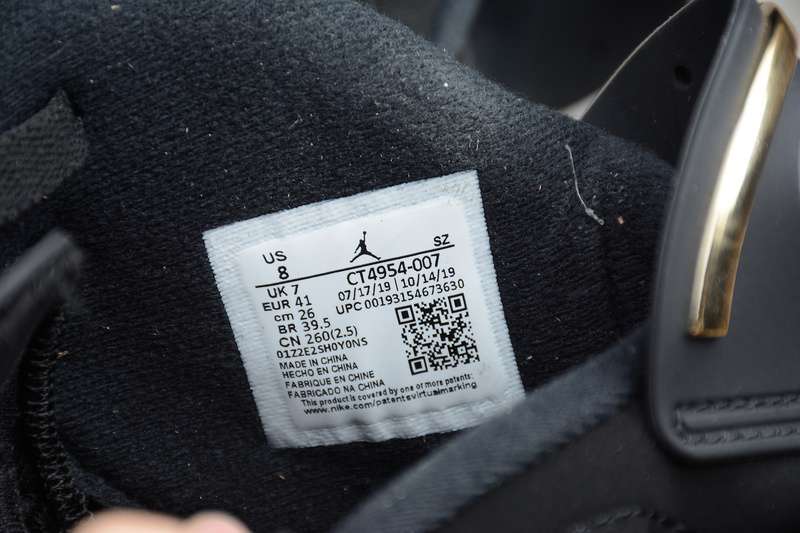 US SZ
8 CT4954-007
UK 7 07/17/19 | 10/14/19
EUR 41 UPC 00193154673630
cm 26
BR 39.5
CN 260(2.5)
01Z2E2SH0Y0NS
MADE IN CHINA
HECHO EN CHINA
FABRIQUE EN CHINE
FABRICADO NA CHINA
This product is covered by one or more patents:
www.nike.com/patentsvirtualmarking